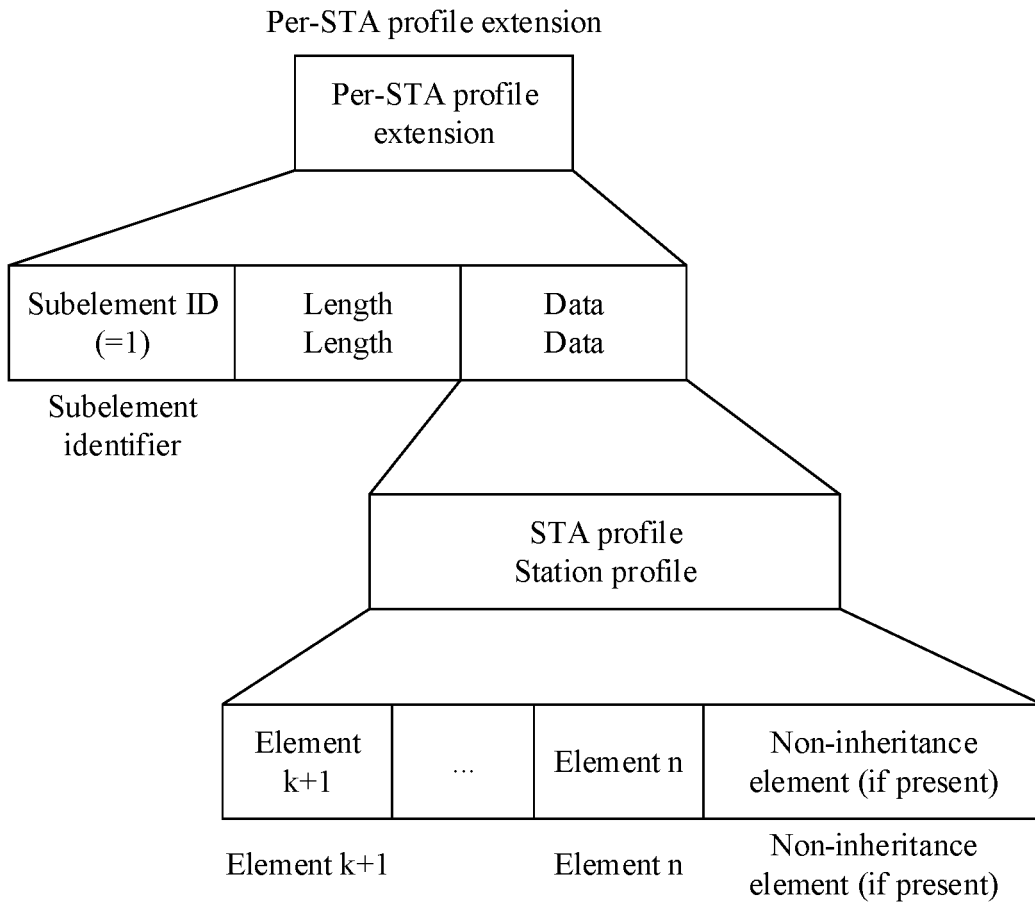 Per-STA profile extension
Per-STA profile
extension
Subelement ID
(=1)
Length
Length
Data
Data
Subelement
identifier
STA profile
Station profile
Element
k+1
...
Element n
Non-inheritance
element (if present)
Element k+1
Element n
Non-inheritance
element (if present)